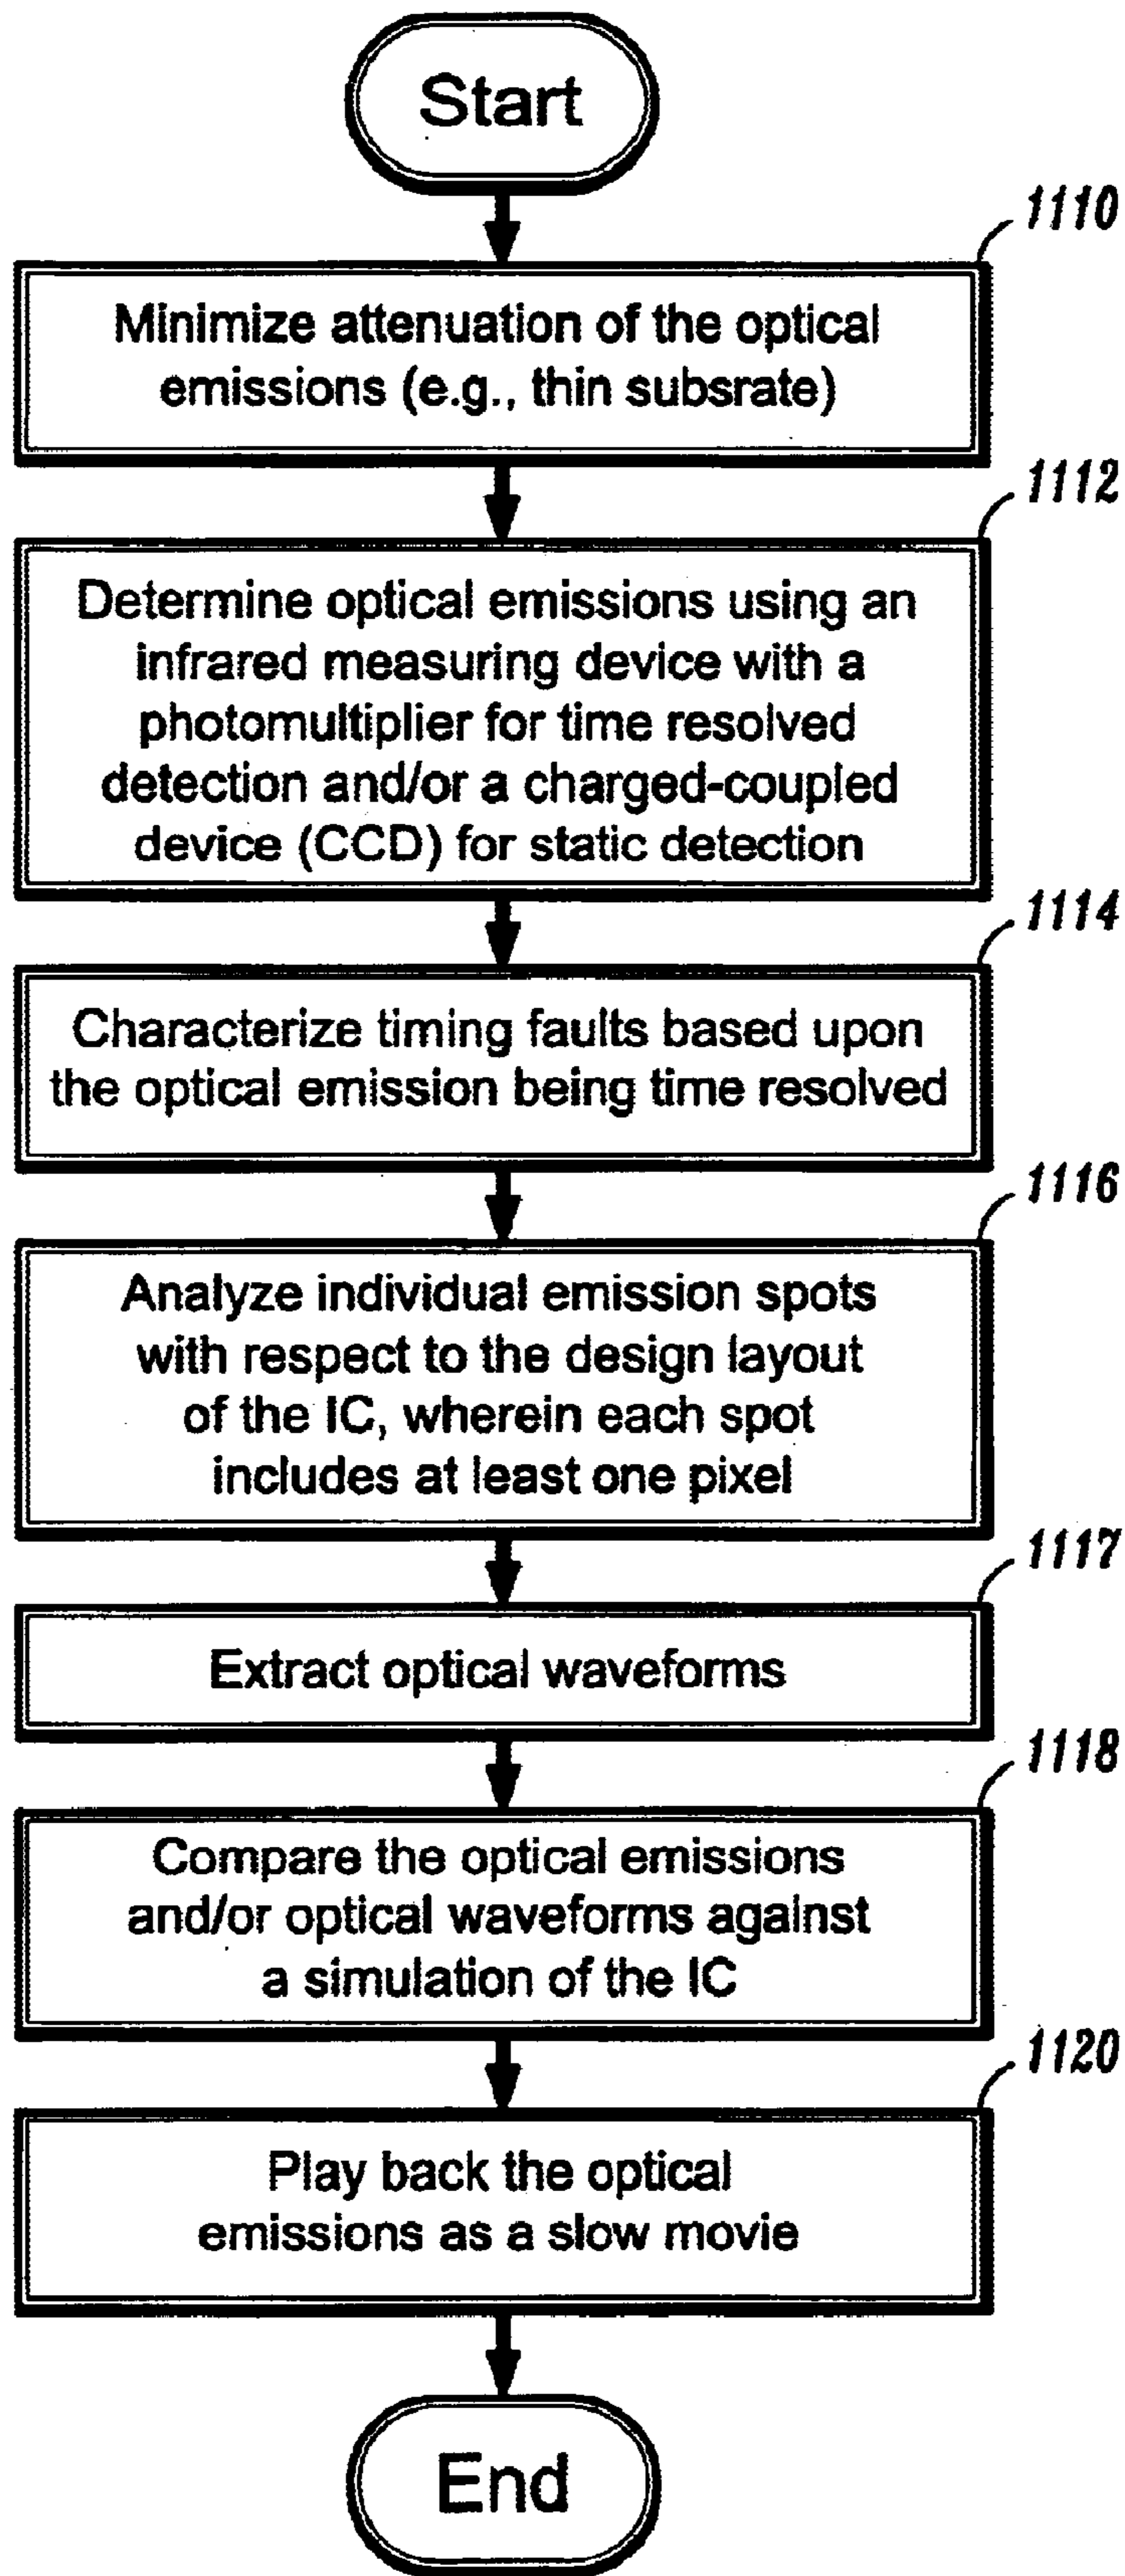 Start
1110
Minimize attenuation of the optical
emissions (e.g., thin subsrate)
1112
Determine optical emissions using an
infrared measuring device with a
photomultiplier for time resolved
detection and/or a charged-coupled
device (CCD) for static detection
1114
Characterize timing faults based upon
the optical emission being time resolved
1116
Analyze individual emission spots
with respect to the design layout
of the IC, wherein each spot
includes at least one pixel
1117
Extract optical waveforms
1118
Compare the optical emissions
and/or optical waveforms against
a simulation of the IC
1120
Play back the optical
emissions as a slow movie
End